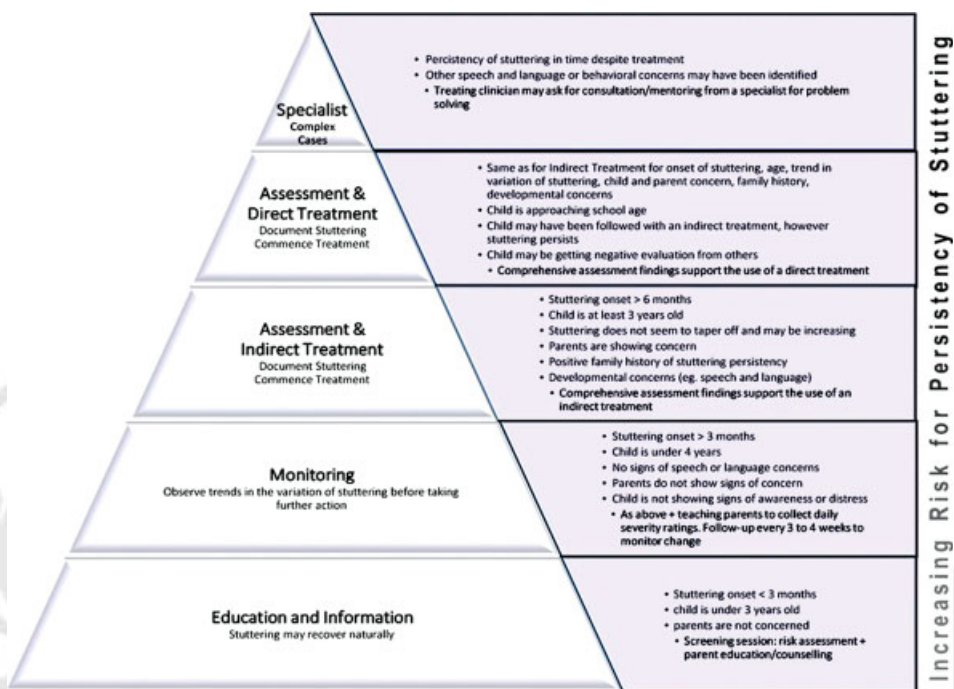 Specialist
Complex
Cases
• Percistency of stuttering in time despite treatment
• Other speech and language or behavioral concerns may have been identified
• Treating clinician may ask for consultation/mentoring from a specialist for problem
solving
Assessment &
Direct Treatment
Document Stuttering
Commence Treatment
• Same as for Indirect Treatment for onset of stuttering, age, trend in
variation of stuttering, child and parent concern, family history,
developmental concerns
• Child is approaching school age
• Child may have been followed with an indirect treatment, however
stuttering persists
• Child may be getting negative evaluation from others
• Comprehensive assessment findings support the use of a direct treatment
Assessment &
Indirect Treatment
Document Stuttering
Commence Treatment
• Stuttering onset > 6 months
• Child is at least 3 years old
• Stuttering does not seem to taper off and may be increasing
• Parents are showing concern
• Positive family history of stuttering persistency
• Developmental concerns (eg. speech and language)
• Comprehensive assessment findings support the use of an
indirect treatment
Monitoring
Observe trends in the variation of stuttering before taking
further action
• Stuttering onset > 3 months
• Child is under 4 years
• No signs of speech or language concerns
• Parents do not show signs of concern
• Child is not showing signs of awareness or distress
• As above + teaching parents to collect daily
severity ratings. Follow-up every 3 to 4 weeks to
monitor change
Education and Information
Stuttering may recover naturally
• Stuttering onset < 3 months
• child is under 3 years old
• parents are not concerned
• Screening session: risk assessment +
parent education/counselling
Increasing Risk for Persistency of Stuttering